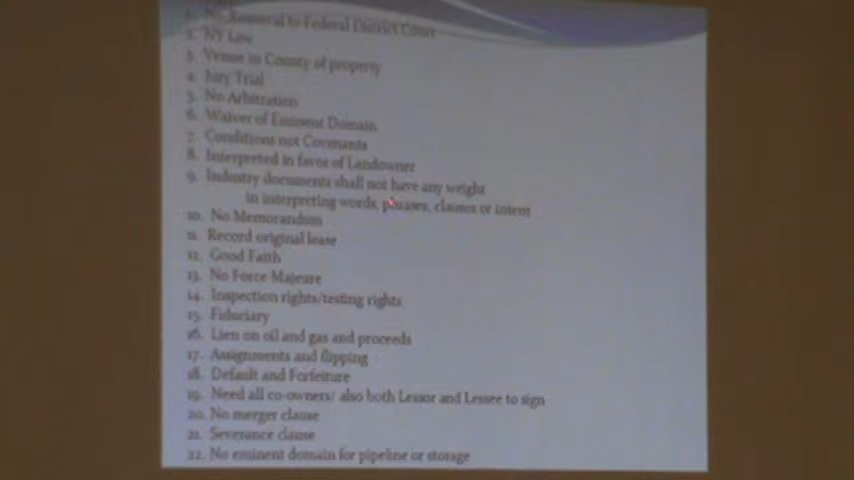 1. No Removal to Federal District Court
2. NY Law
3. Venue in County of property
4. Jury Trial
5. No Arbitration
6. Waiver of Eminent Domain
7. Conditions not Covenants
8. Interpreted in favor of Landowner
9. Industry documents shall not have any weight
in interpreting words, phrases, clauses or intent
10. No Memorandum
11. Record original lease
12. Good Faith
13. No Force Majeure
14. Inspection rights/testing rights
15. Fiduciary
16. Lien on oil and gas and proceeds
17. Assignments and flipping
18. Default and Forfeiture
19. Need all co-owners/ also both Lessor and Lessee to sign
20. No merger clause
21. Severance clause
22. No eminent domain for pipeline or storage